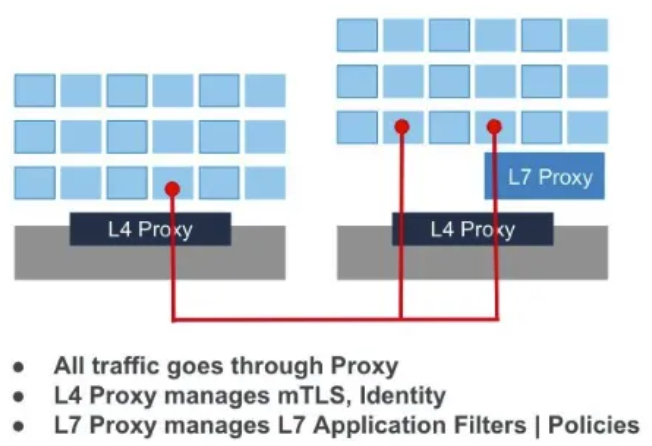 L7 Proxy
L4 Proxy
L4 Proxy
● All traffic goes through Proxy
● L4 Proxy manages mTLS, Identity
● L7 Proxy manages L7 Application Filters | Policies